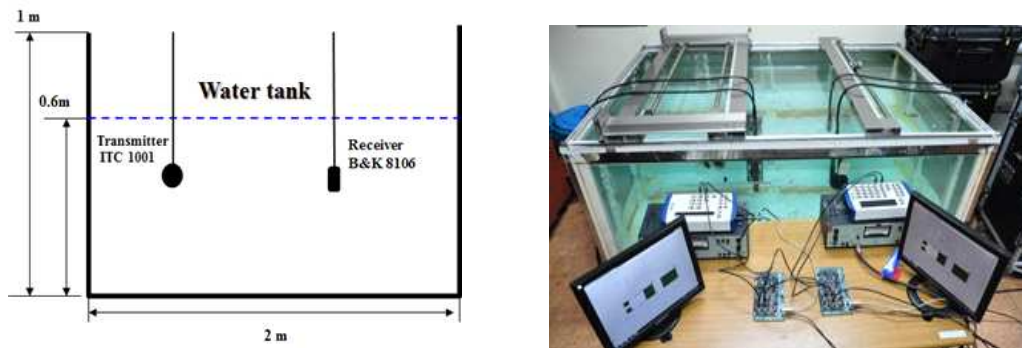 1 m
0.6m
Water tank
Transmitter
ITC 1001
Receiver
B&K 8106
2 m